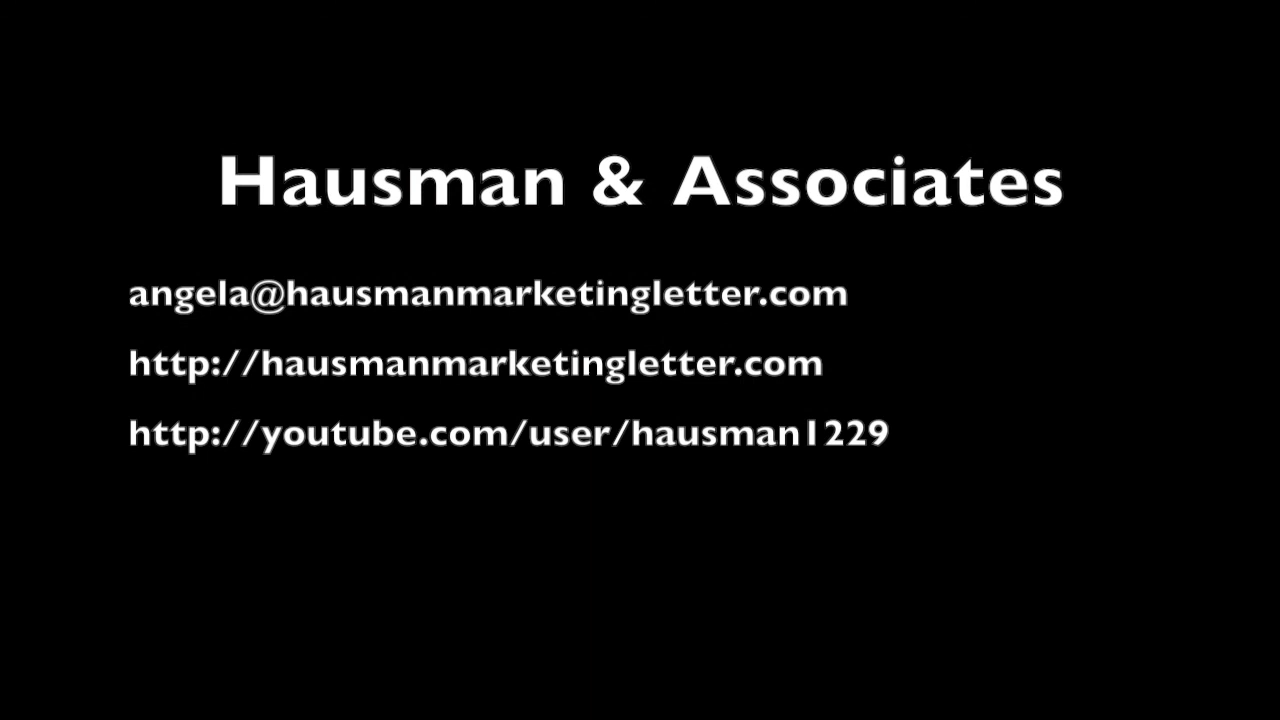 Hausman & Associates
angela@hausmanmarketingletter.com
http://hausmanmarketingletter.com
http://youtube.com/user/hausman1229